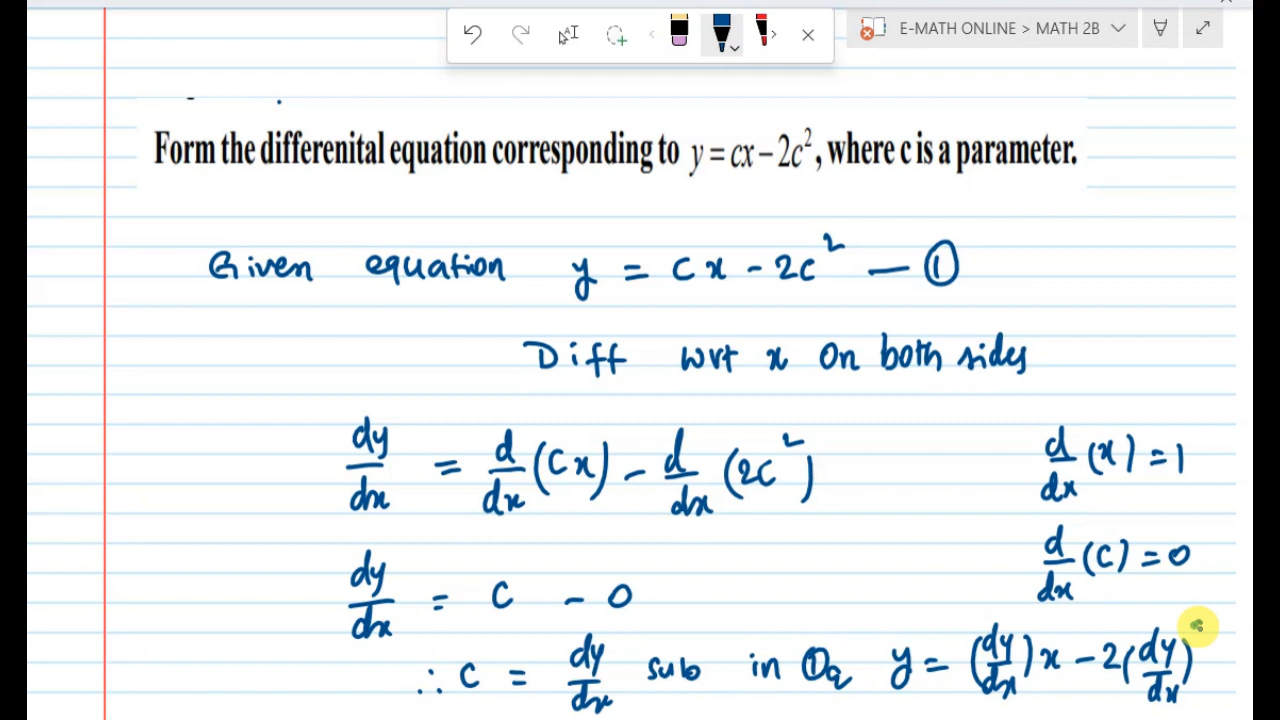 E-MATH ONLINE > MATH 2B
Form the differenital equation corresponding to y = cx – 2c², where c is a parameter.
Given equation y = cx - 2c² — ①
Diff wrt x on both sides
dy/dx = d/dx (cx) - d/dx (2c²)
d/dx (x) = 1
dy/dx = c - 0
d/dx (c) = 0
∴ c = dy/dx sub in ① y = (dy/dx) x - 2 (dy/dx)